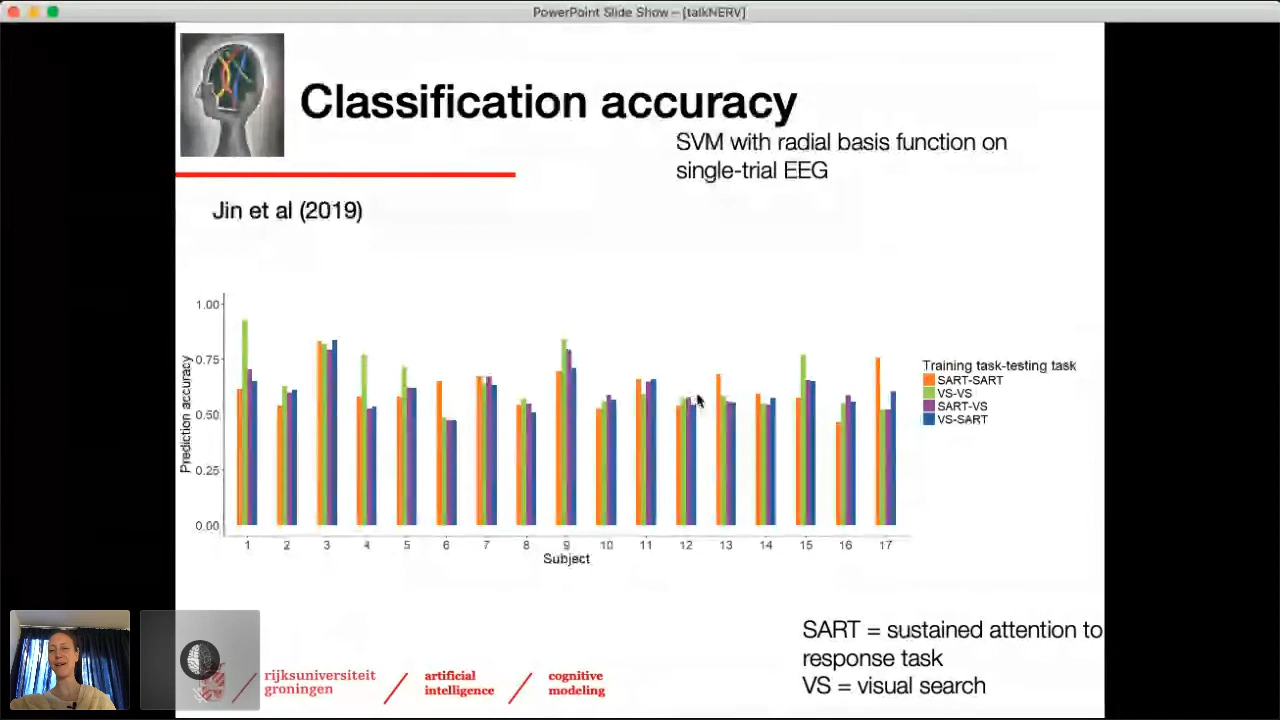 PowerPoint Slide Show – [talkNERV]
Classification accuracy
SVM with radial basis function on
single-trial EEG
Jin et al (2019)
Prediction accuracy
1.00
0.75
0.50
0.25
0.00
1 2 3 4 5 6 7 8 9 10 11 12 13 14 15 16 17
Subject
Training task-testing task
SART-SART
VS-VS
SART-VS
VS-SART
SART = sustained attention to
response task
VS = visual search
rijksuniversiteit
groningen
artificial
intelligence
cognitive
modeling